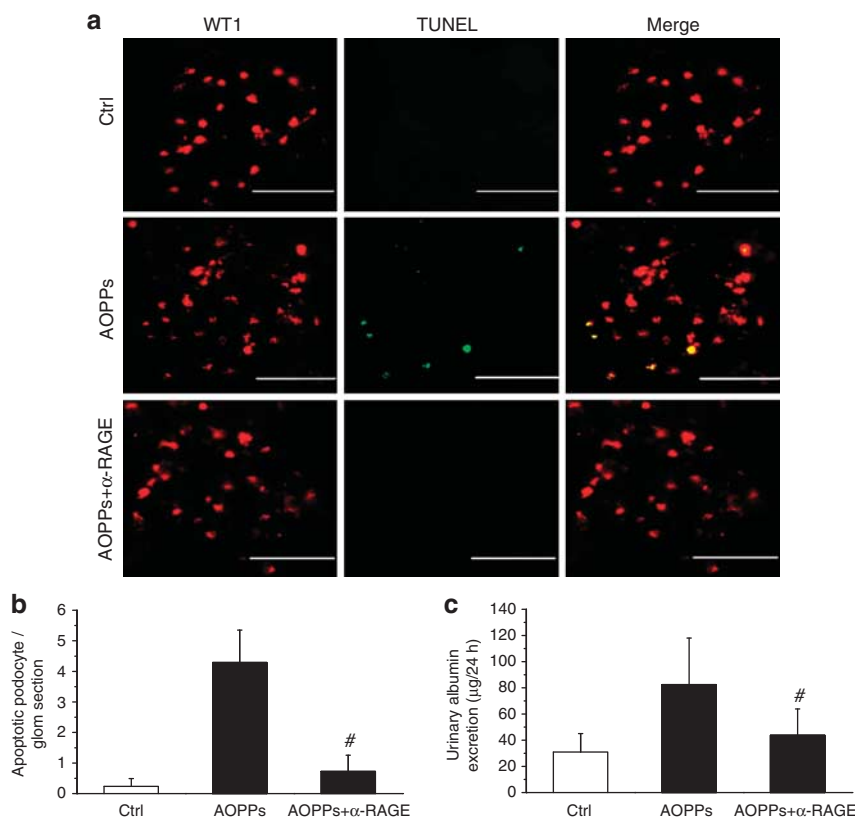 a
WT1 TUNEL Merge
Ctrl
AOPPs
AOPPs+α-RAGE
b
Apoptotic podocyte /
glom section
6
5
4
3
2
1
0
#
Ctrl AOPPs AOPPs+α-RAGE
c
Urinary albumin
excretion (μg/24 h)
140
120
100
80
60
40
20
0
#
Ctrl AOPPs AOPPs+α-RAGE